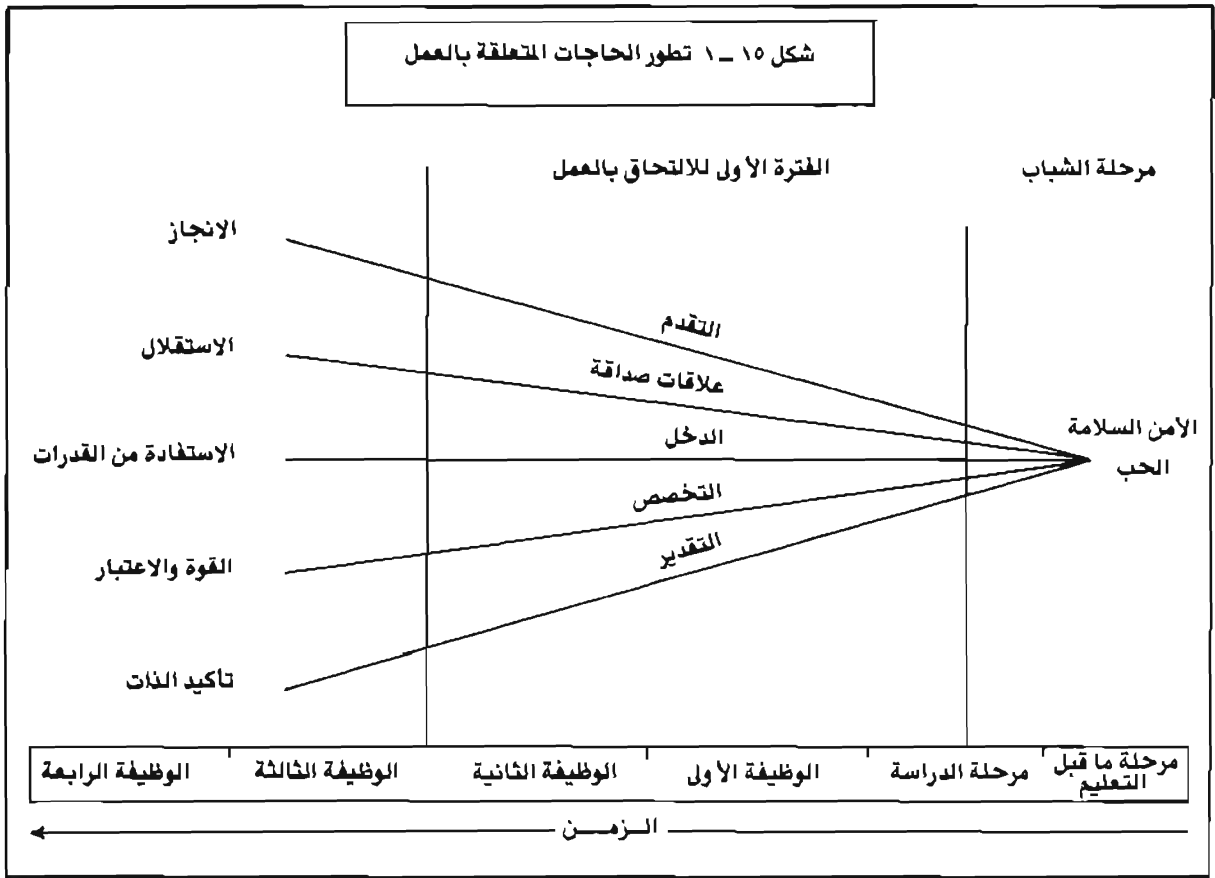 شكل ١٥ – ١ تطور الحاجات المتعلقة بالعمل
مرحلة الشباب
الفترة الأولى للالتحاق بالعمل
الانجاز
التقدم
الاستقلال
علاقات صداقة
الأمن السلامة
الحب
الدخل
الاستفادة من القدرات
التخصص
التقدير
القوة والاعتبار
تأكيد الذات
مرحلة ما قبل
التعليم
مرحلة الدراسة
الوظيفة الأولى
الوظيفة الثانية
الوظيفة الثالثة
الوظيفة الرابعة
الـزمـــن